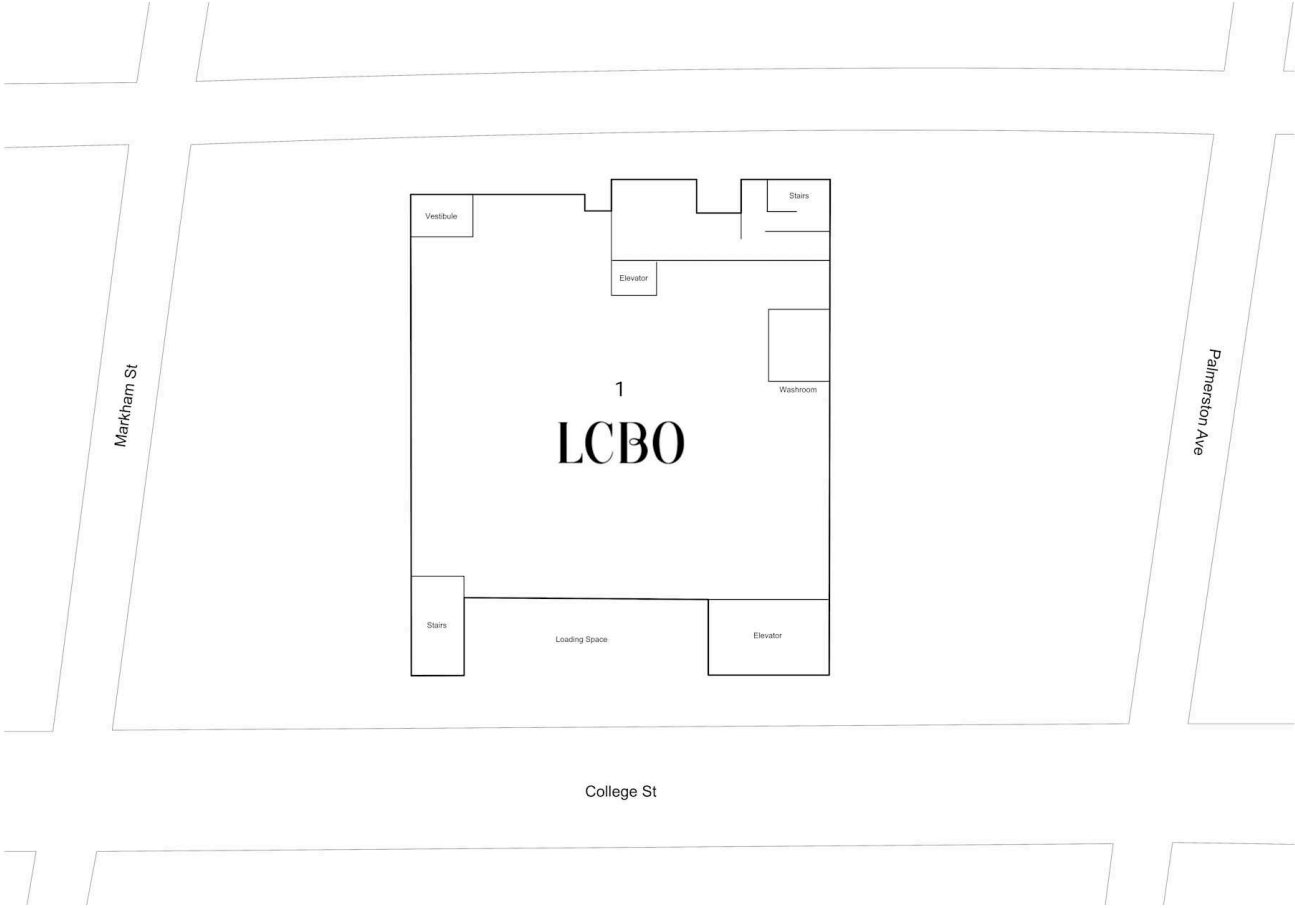 Stairs
Vestibule
Elevator
Markham St
Palmerston Ave
1
Washroom
LCBO
Stairs
Loading Space
Elevator
College St